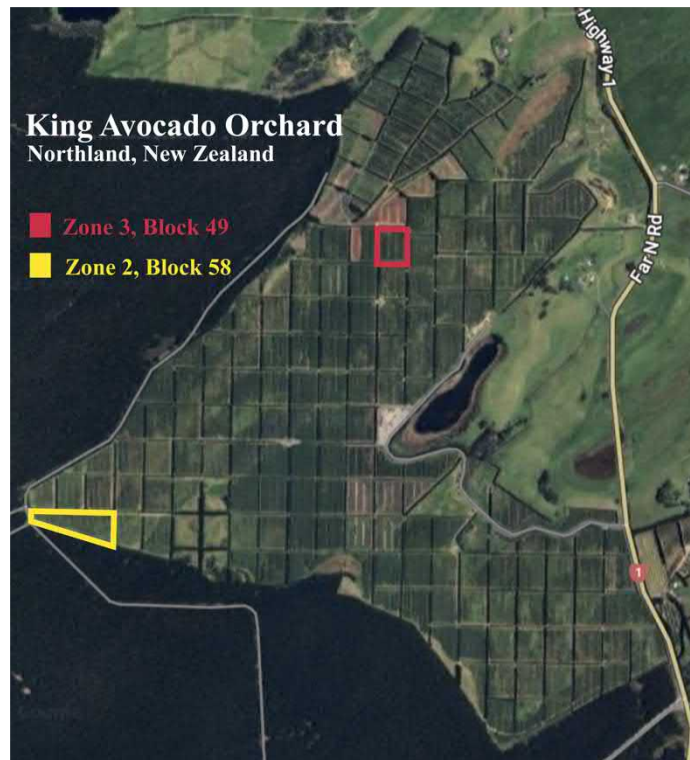 Highway 1
King Avocado Orchard
Northland, New Zealand
Zone 3, Block 49
Far N Rd
Zone 2, Block 58
1